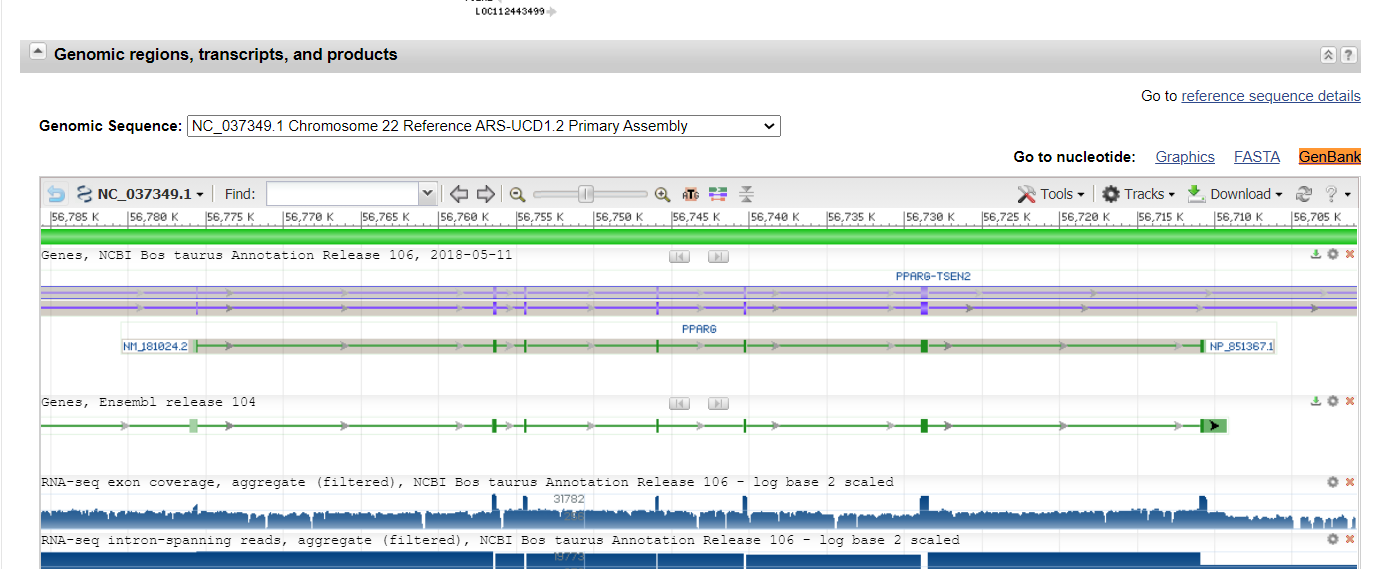 LOC112443499
Genomic regions, transcripts, and products
?
Go to reference sequence details
Genomic Sequence: NC_037349.1 Chromosome 22 Reference ARS-UCD1.2 Primary Assembly
Go to nucleotide: Graphics FASTA GenBank
NC_037349.1 Find: ATG Tools Tracks Download ?
56,785 K 56,780 K 56,775 K 56,770 K 56,765 K 56,760 K 56,755 K 56,750 K 56,745 K 56,740 K 56,735 K 56,730 K 56,725 K 56,720 K 56,715 K 56,710 K 56,705 K
Genes, NCBI Bos taurus Annotation Release 106, 2018-05-11
PPARG-TSEN2
PPARG
NM_181024.2 NP_851367.1
Genes, Ensembl release 104
RNA-seq exon coverage, aggregate (filtered), NCBI Bos taurus Annotation Release 106 - log base 2 scaled
31782
RNA-seq intron-spanning reads, aggregate (filtered), NCBI Bos taurus Annotation Release 106 - log base 2 scaled